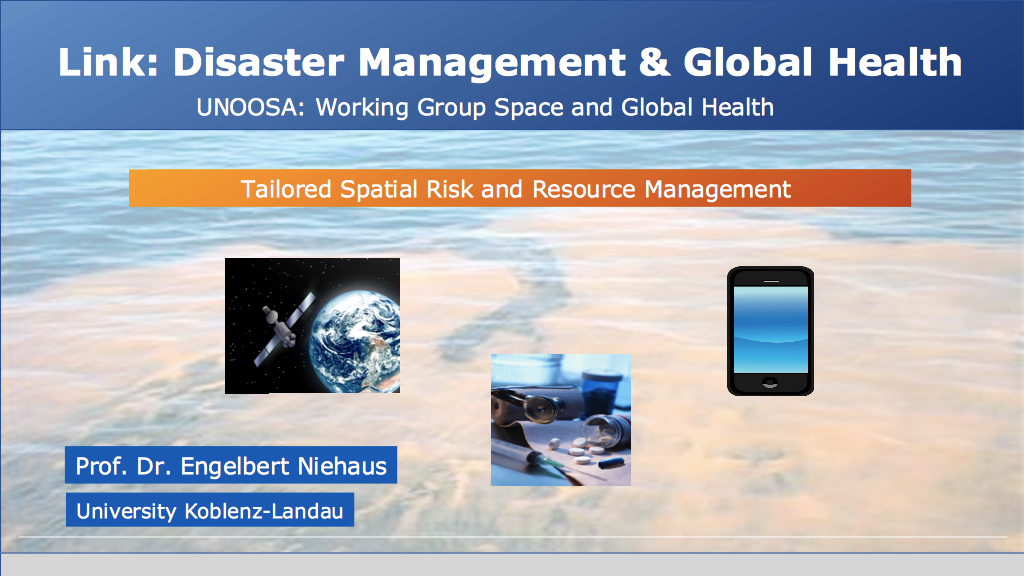 Link: Disaster Management & Global Health
UNOOSA: Working Group Space and Global Health
Tailored Spatial Risk and Resource Management
Prof. Dr. Engelbert Niehaus
University Koblenz-Landau